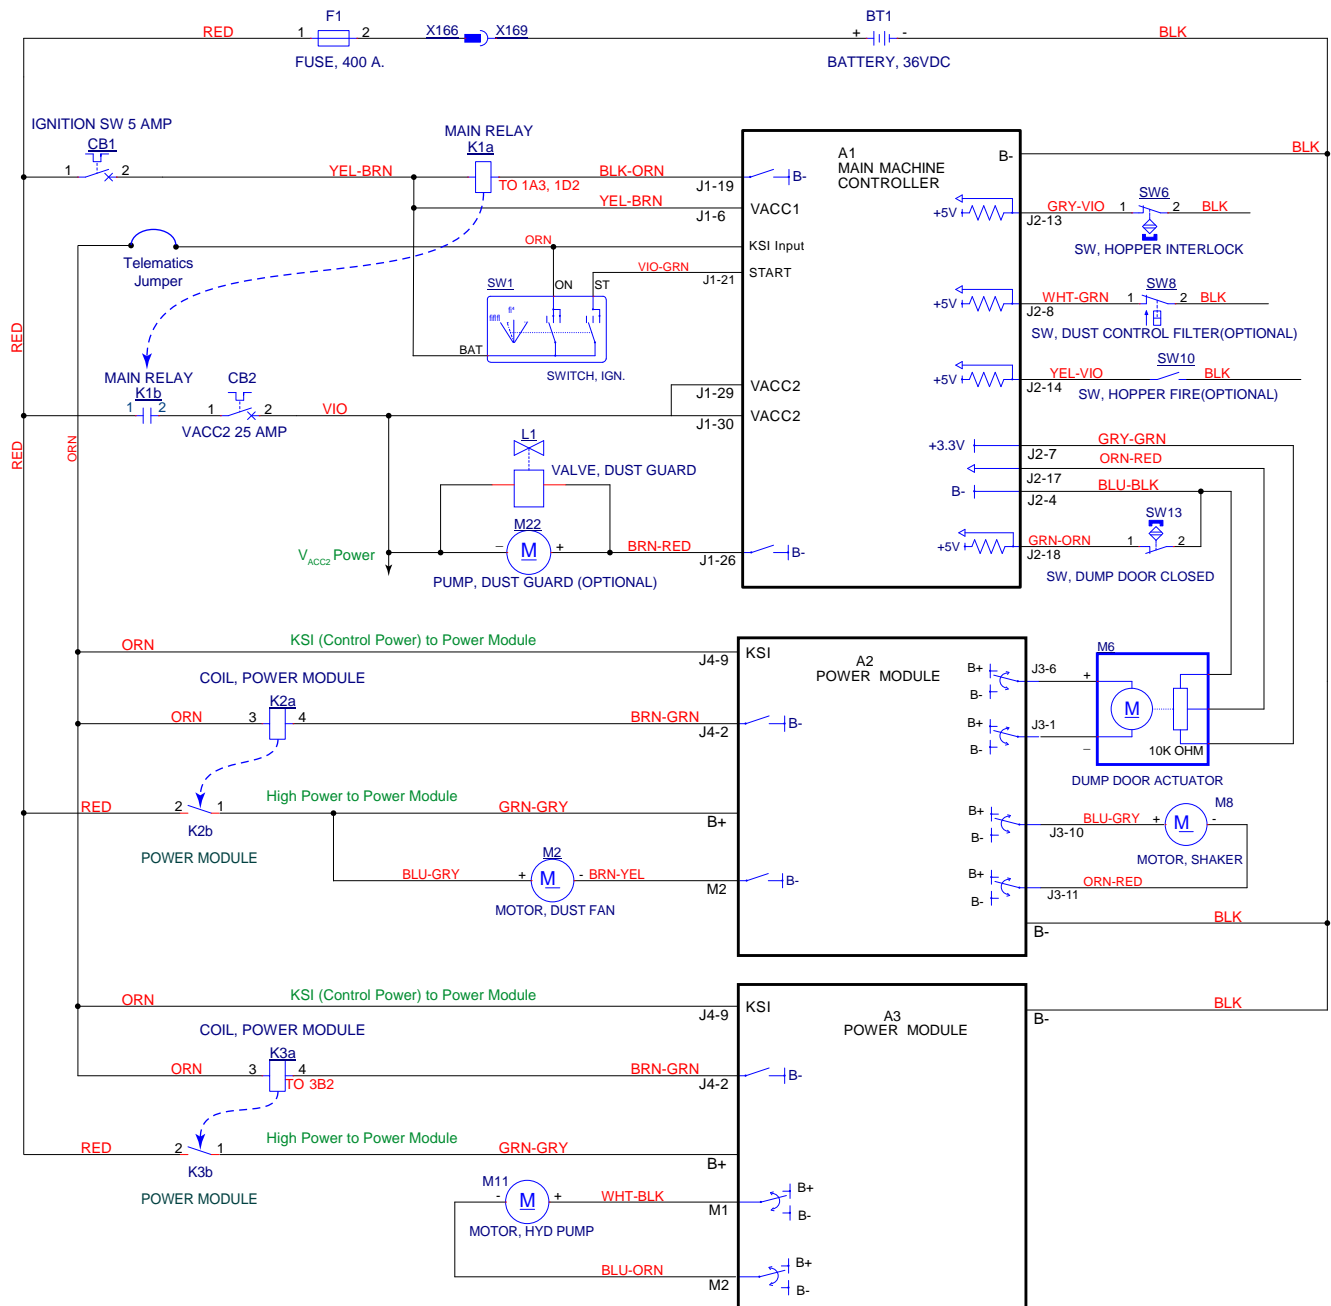 F1
BT1
RED
1
2
X166
X169
+
-
BLK
FUSE, 400 A.
BATTERY, 36VDC
IGNITION SW 5 AMP
CB1
1
2
MAIN RELAY
K1a
YEL-BRN
BLK-ORN
TO 1A3, 1D2
J1-19
B-
A1
MAIN MACHINE
CONTROLLER
B-
BLK
YEL-BRN
J1-6
VACC1
+5V
GRY-VIO
J2-13
1
SW6
2
BLK
SW, HOPPER INTERLOCK
Telematics
Jumper
ORN
KSI Input
VIO-GRN
J1-21
START
SW1
ON
ST
BAT
SWITCH, IGN.
+5V
WHT-GRN
J2-8
1
SW8
2
BLK
SW, DUST CONTROL FILTER(OPTIONAL)
RED
MAIN RELAY
K1b
1
2
CB2
1
2
VIO
VACC2 25 AMP
J1-29
VACC2
J1-30
VACC2
+5V
YEL-VIO
J2-14
SW10
BLK
SW, HOPPER FIRE(OPTIONAL)
RED
ORN
L1
VALVE, DUST GUARD
+3.3V
GRY-GRN
J2-7
ORN-RED
J2-17
B-
BLU-BLK
J2-4
M22
–
M
+
BRN-RED
J1-26
B-
VACC2 Power
PUMP, DUST GUARD (OPTIONAL)
+5V
GRN-ORN
J2-18
SW13
1
2
SW, DUMP DOOR CLOSED
ORN
KSI (Control Power) to Power Module
J4-9
KSI
A2
POWER MODULE
B+
B-
J3-6
M6
+
M
COIL, POWER MODULE
K2a
ORN
3
4
BRN-GRN
J4-2
B-
B+
B-
J3-1
–
10K OHM
DUMP DOOR ACTUATOR
RED
2
1
K2b
POWER MODULE
High Power to Power Module
GRN-GRY
B+
B+
B-
BLU-GRY
J3-10
+
M
-
M8
MOTOR, SHAKER
BLU-GRY
M2
+
M
-
BRN-YEL
M2
B-
MOTOR, DUST FAN
B+
B-
ORN-RED
J3-11
B-
BLK
ORN
KSI (Control Power) to Power Module
J4-9
KSI
A3
POWER MODULE
B-
BLK
COIL, POWER MODULE
K3a
ORN
3
4
TO 3B2
BRN-GRN
J4-2
B-
RED
2
1
K3b
POWER MODULE
High Power to Power Module
GRN-GRY
B+
M11
-
M
+
WHT-BLK
M1
B+
B-
MOTOR, HYD PUMP
BLU-ORN
M2
B+
B-